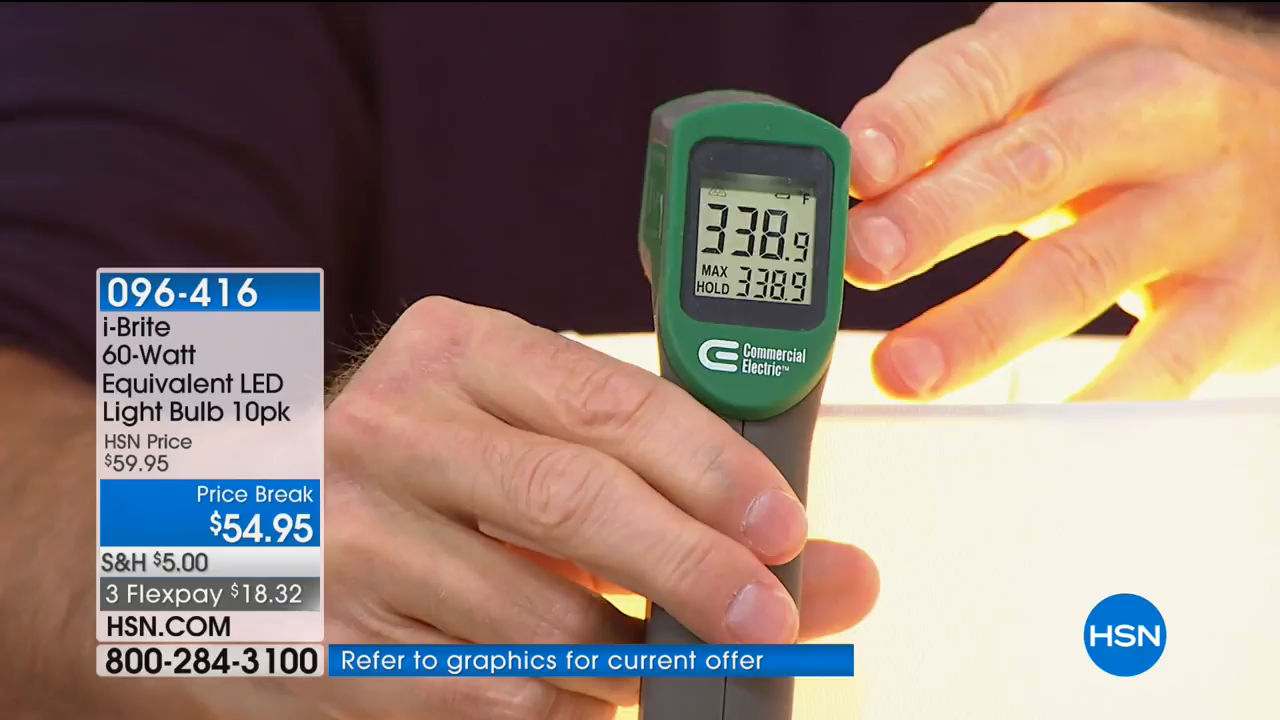 096-416
i-Brite
60-Watt
Equivalent LED
Light Bulb 10pk
HSN Price
$59.95
Price Break
$54.95
S&H $5.00
3 Flexpay $18.32
HSN.COM
800-284-3100
Refer to graphics for current offer
°F
338.9
MAX
HOLD 338.9
Commercial
Electric™
HSN